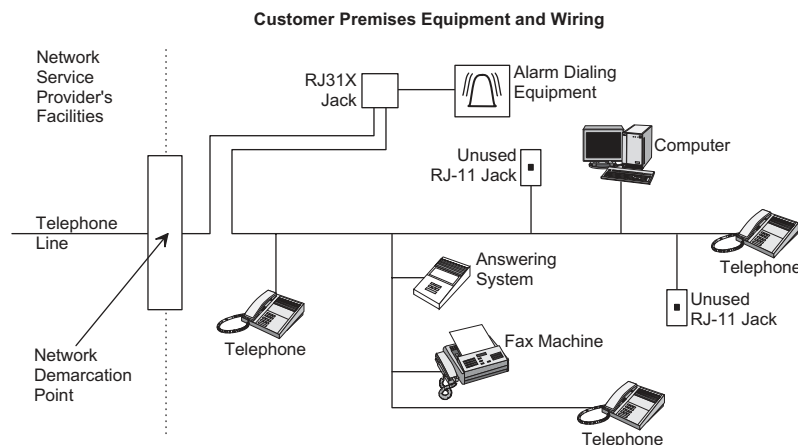 Customer Premises Equipment and Wiring
Network
Service
Provider's
Facilities
RJ31X
Jack
Alarm Dialing
Equipment
Unused
RJ-11 Jack
Computer
Telephone
Line
Telephone
Answering
System
Unused
RJ-11 Jack
Telephone
Fax Machine
Network
Demarcation
Point
Telephone